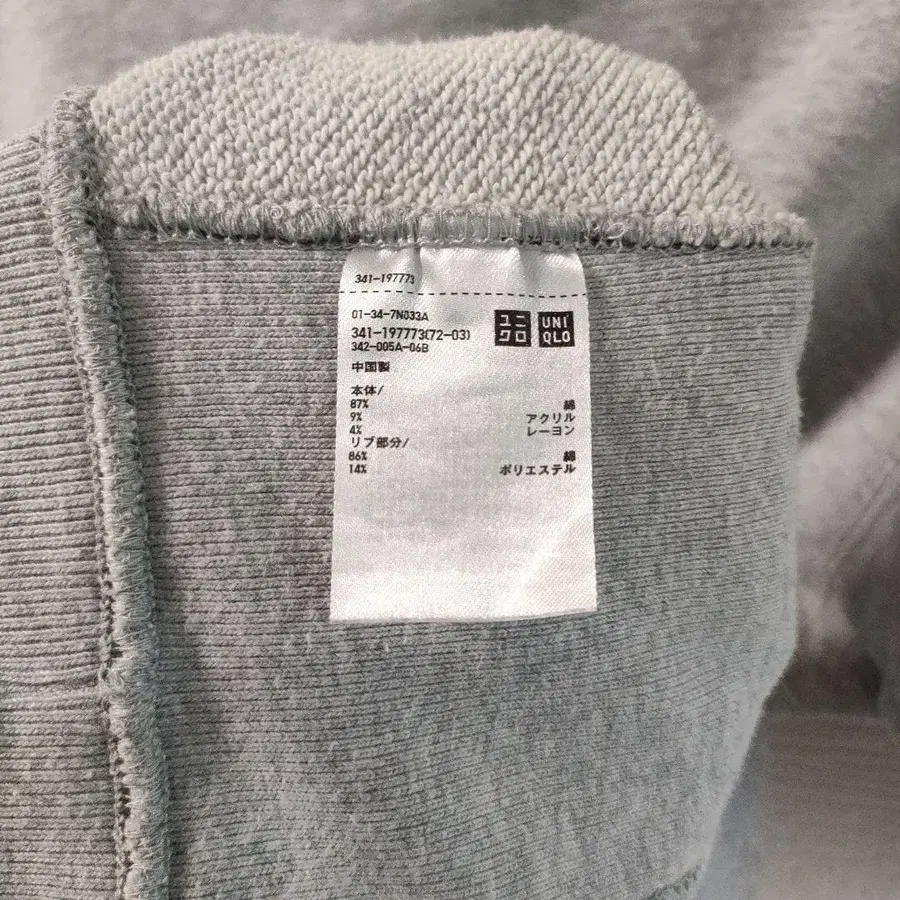 341-197773
01-34-7N033A
341-197773(72-03)
342-005A-06B
ユニクロ
UNIQLO
中国製
本体/
87% 綿
9% アクリル
4% レーヨン
リブ部分/
86% 綿
14% ポリエステル